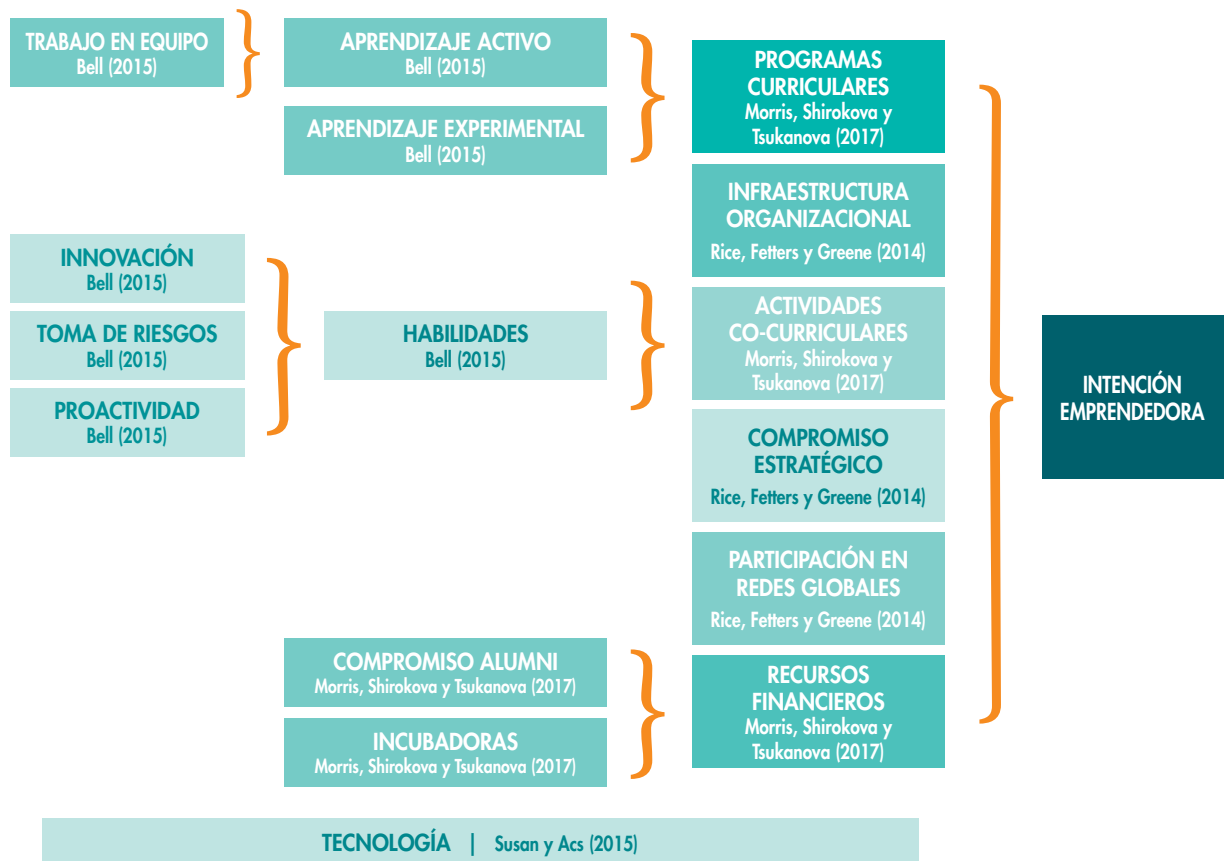 TRABAJO EN EQUIPO
Bell (2015)
APRENDIZAJE ACTIVO
Bell (2015)
APRENDIZAJE EXPERIMENTAL
Bell (2015)
INNOVACIÓN
Bell (2015)
TOMA DE RIESGOS
Bell (2015)
PROACTIVIDAD
Bell (2015)
HABILIDADES
Bell (2015)
COMPROMISO ALUMNI
Morris, Shirokova y Tsukanova (2017)
INCUBADORAS
Morris, Shirokova y Tsukanova (2017)
PROGRAMAS
CURRICULARES
Morris, Shirokova y
Tsukanova (2017)
INFRAESTRUCTURA
ORGANIZACIONAL
Rice, Fetters y Greene (2014)
ACTIVIDADES
CO-CURRICULARES
Morris, Shirokova y
Tsukanova (2017)
COMPROMISO
ESTRATÉGICO
Rice, Fetters y Greene (2014)
PARTICIPACIÓN EN
REDES GLOBALES
Rice, Fetters y Greene (2014)
RECURSOS
FINANCIEROS
Morris, Shirokova y
Tsukanova (2017)
INTENCIÓN
EMPRENDEDORA
TECNOLOGÍA | Susan y Acs (2015)